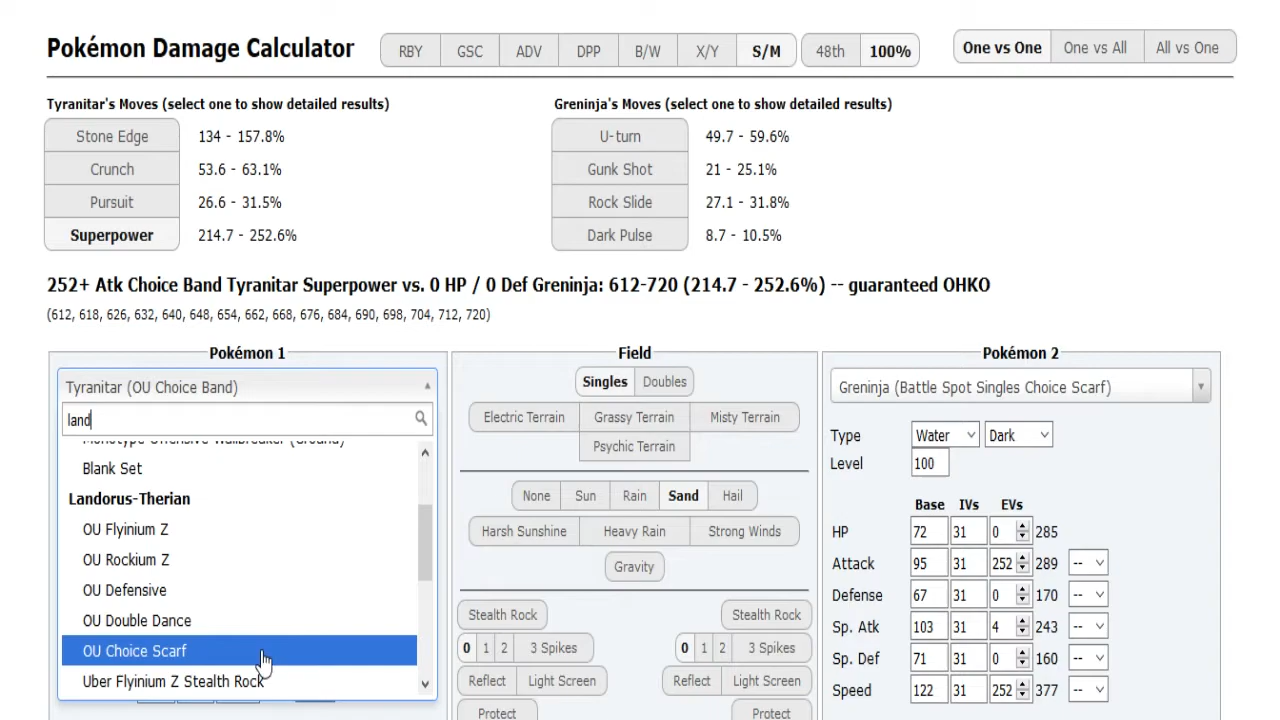 Pokémon Damage Calculator
RBY GSC ADV DPP B/W X/Y S/M 48th 100%
One vs One One vs All All vs One
Tyranitar's Moves (select one to show detailed results)
Stone Edge 134 - 157.8%
Crunch 53.6 - 63.1%
Pursuit 26.6 - 31.5%
Superpower 214.7 - 252.6%
Greninja's Moves (select one to show detailed results)
U-turn 49.7 - 59.6%
Gunk Shot 21 - 25.1%
Rock Slide 27.1 - 31.8%
Dark Pulse 8.7 - 10.5%
252+ Atk Choice Band Tyranitar Superpower vs. 0 HP / 0 Def Greninja: 612-720 (214.7 - 252.6%) -- guaranteed OHKO
(612, 618, 626, 632, 640, 648, 654, 662, 668, 676, 684, 690, 698, 704, 712, 720)
Pokémon 1
Tyranitar (OU Choice Band)
land
Monotype Offensive Wallbreaker (Ground)
Blank Set
Landorus-Therian
OU Flyinium Z
OU Rockium Z
OU Defensive
OU Double Dance
OU Choice Scarf
Uber Flyinium Z Stealth Rock
Field
Singles Doubles
Electric Terrain Grassy Terrain Misty Terrain
Psychic Terrain
None Sun Rain Sand Hail
Harsh Sunshine Heavy Rain Strong Winds
Gravity
Stealth Rock Stealth Rock
0 1 2 3 Spikes 0 1 2 3 Spikes
Reflect Light Screen Reflect Light Screen
Protect Protect
Pokémon 2
Greninja (Battle Spot Singles Choice Scarf)
Type Water Dark
Level 100
Base IVs EVs
HP 72 31 0 285
Attack 95 31 252 289 --
Defense 67 31 0 170 --
Sp. Atk 103 31 4 243 --
Sp. Def 71 31 0 160 --
Speed 122 31 252 377 --